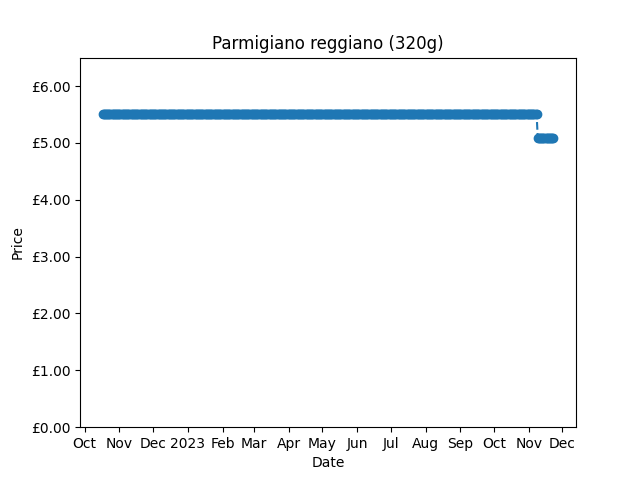 Parmigiano reggiano (320g)
£6.00
£5.00
£4.00
£3.00
£2.00
£1.00
£0.00
Price
Oct Nov Dec 2023 Feb Mar Apr May Jun Jul Aug Sep Oct Nov Dec
Date